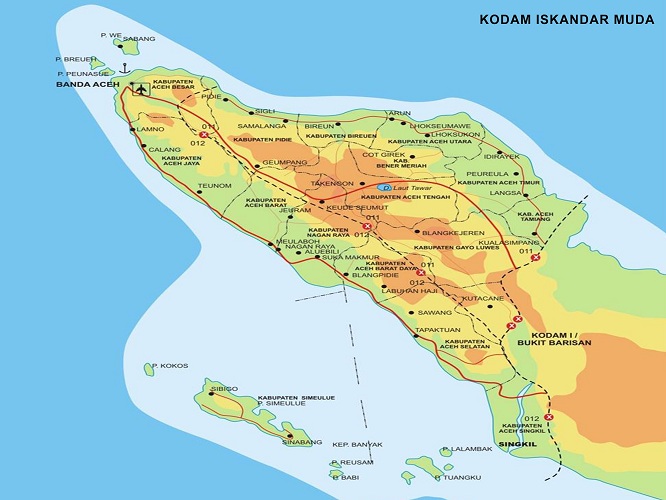 KODAM ISKANDAR MUDA
P. WE
SABANG
P. BREUEH
P. PEUNASUE
BANDA ACEH
KABUPATEN
ACEH BESAR
PIDIE
SIGLI
SAMALANGA
BIREUN
ARUN
LHOKSEUMAWE
LHOKSUKON
KABUPATEN PIDIE
KABUPATEN BIREUEN
KABUPATEN ACEH UTARA
LAMNO
011
012
CALANG
KABUPATEN
ACEH JAYA
GEUMPANG
COT GIREK
KAB.
BENER MERIAH
IDIRAYEK
PEUREULA
KABUPATEN ACEH TIMUR
LANGSA
TEUNOM
TAKENSON
Laut Tawar
KABUPATEN ACEH TENGAH
KABUPATEN
ACEH BARAT
KEUDE SEUMUT
JEURAM
011
012
KABUPATEN
NAGAN RAYA
BLANGKEJEREN
KAB. ACEH
TAMIANG
KUALASIMPANG
011
KABUPATEN GAYO LUWES
MEULABOH
NAGAN RAYA
ALUEBILI
SUKA MAKMUR
KABUPATEN
ACEH BARAT DAYA
011
012
BLANGPIDIE
LABUHAN HAJI
KUTACANE
SAWANG
TAPAKTUAN
KABUPATEN
ACEH SELATAN
KODAM I /
BUKIT BARISAN
P. KOKOS
SIBIGO
KABUPATEN SIMEULUE
P. SIMEULUE
SINABANG
012
KABUPATEN
ACEH SINGKIL
SINGKIL
KEP. BANYAK
P. LALAMBAK
P. REUSAM
P. BABI
P. TUANGKU